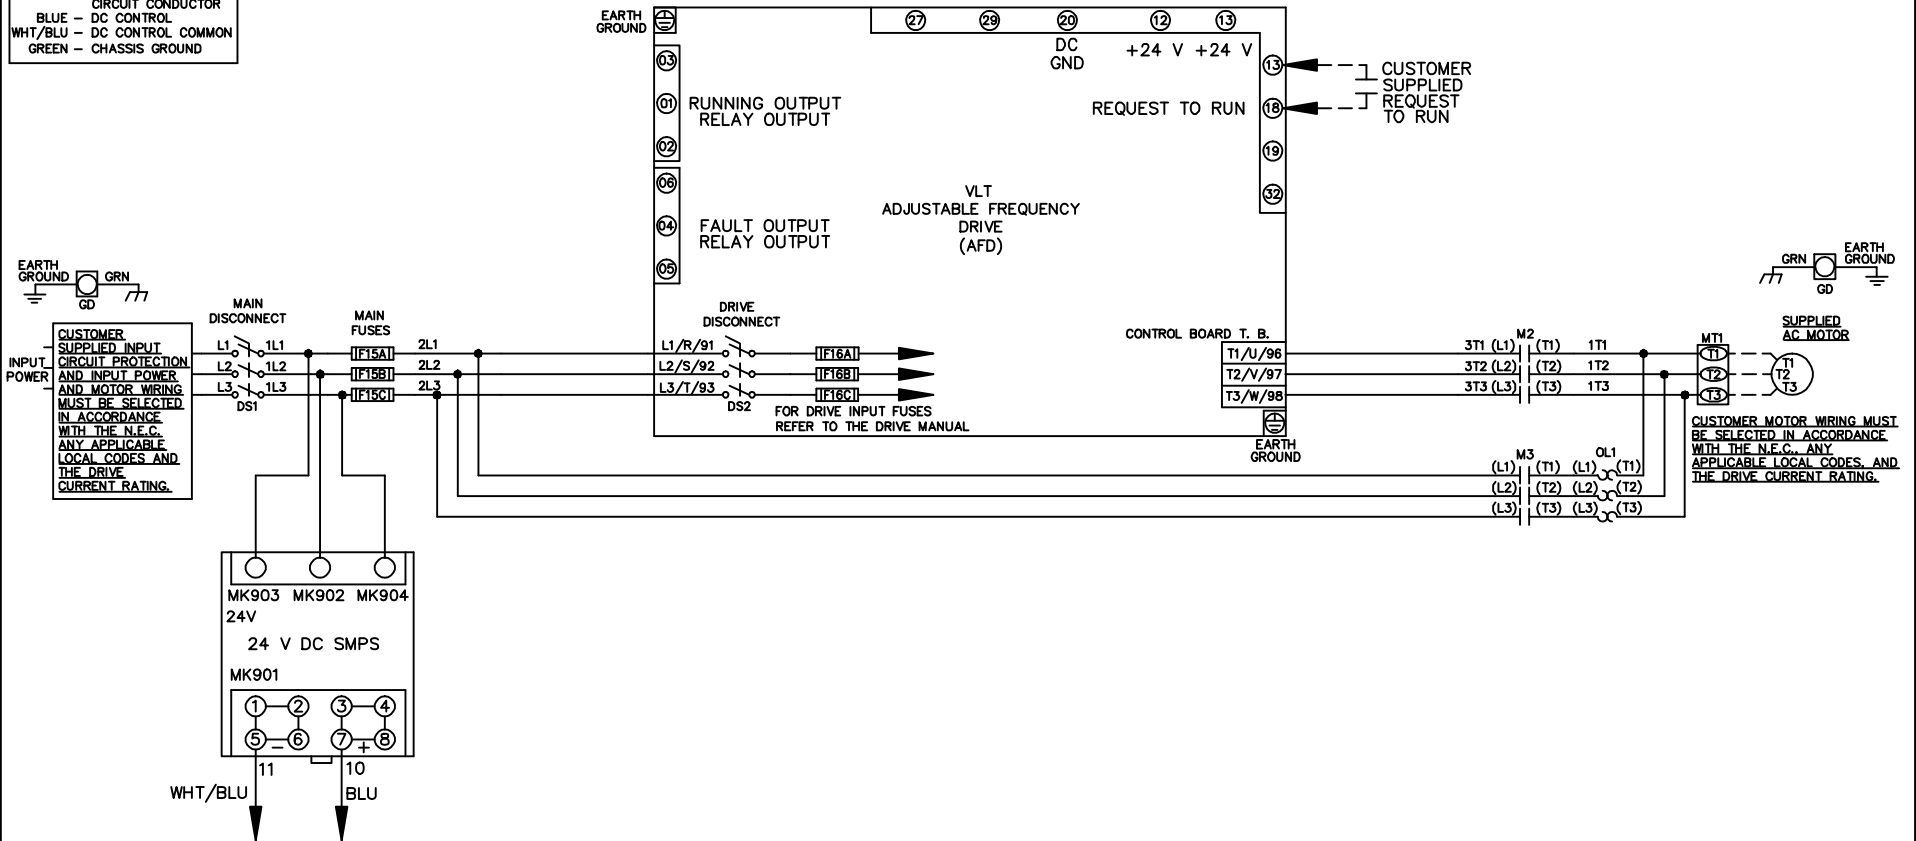 CIRCUIT CONDUCTOR
BLUE – DC CONTROL
WHT/BLU – DC CONTROL COMMON
GREEN – CHASSIS GROUND
EARTH
GROUND
27 29 20 12 13
DC
GND
+24 V +24 V
03
01
02
RUNNING OUTPUT
RELAY OUTPUT
06
04
05
FAULT OUTPUT
RELAY OUTPUT
13
18
19
32
REQUEST TO RUN
CUSTOMER
SUPPLIED
REQUEST
TO RUN
VLT
ADJUSTABLE FREQUENCY
DRIVE
(AFD)
EARTH
GROUND
GRN
GD
INPUT
POWER
CUSTOMER
SUPPLIED INPUT
CIRCUIT PROTECTION
AND INPUT POWER
AND MOTOR WIRING
MUST BE SELECTED
IN ACCORDANCE
WITH THE N.E.C.
ANY APPLICABLE
LOCAL CODES AND
THE DRIVE
CURRENT RATING.
MAIN
DISCONNECT
L1 1L1
L2 1L2
L3 1L3
DS1
MAIN
FUSES
F15A
F15B
F15C
2L1
2L2
2L3
L1/R/91
L2/S/92
L3/T/93
DRIVE
DISCONNECT
DS2
F16A
F16B
F16C
FOR DRIVE INPUT FUSES
REFER TO THE DRIVE MANUAL
CONTROL BOARD T. B.
T1/U/96
T2/V/97
T3/W/98
EARTH
GROUND
M2
3T1 (L1) (T1) 1T1
3T2 (L2) (T2) 1T2
3T3 (L3) (T3) 1T3
M3
OL1
(L1) (T1) (L1) (T1)
(L2) (T2) (L2) (T2)
(L3) (T3) (L3) (T3)
GRN
EARTH
GROUND
GD
SUPPLIED
AC MOTOR
MT1
T1
T2
T3
T1
T2
T3
CUSTOMER MOTOR WIRING MUST
BE SELECTED IN ACCORDANCE
WITH THE N.E.C., ANY
APPLICABLE LOCAL CODES, AND
THE DRIVE CURRENT RATING.
MK903 MK902 MK904
24V
24 V DC SMPS
MK901
1 2 3 4
5 – 6 7 + 8
11
10
WHT/BLU
BLU